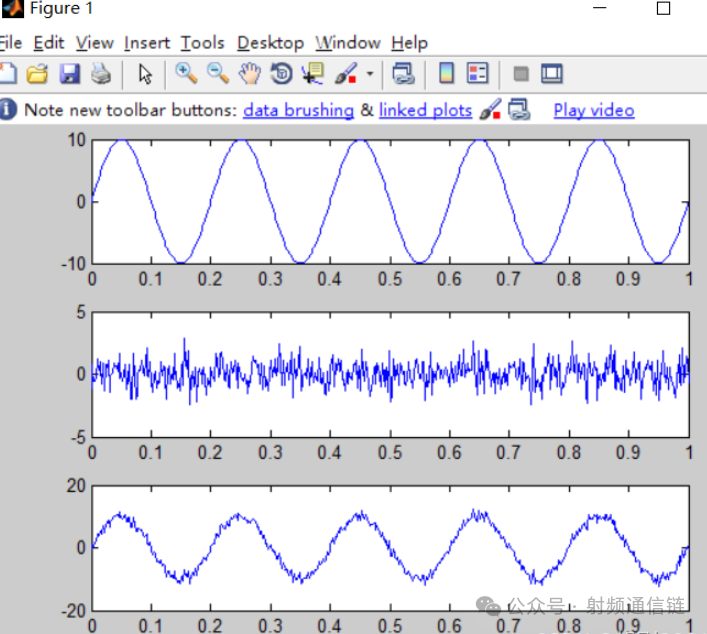 Figure 1
File Edit View Insert Tools Desktop Window Help
Note new toolbar buttons: data brushing & linked plots Play video
10
0
-10
0 0.1 0.2 0.3 0.4 0.5 0.6 0.7 0.8 0.9 1
5
0
-5
0 0.1 0.2 0.3 0.4 0.5 0.6 0.7 0.8 0.9 1
20
0
-20
0 0.1 0.2 0.3 0.4 0.5 0.6 0.7 0.8 0.9 1
公众号 · 射频通信链